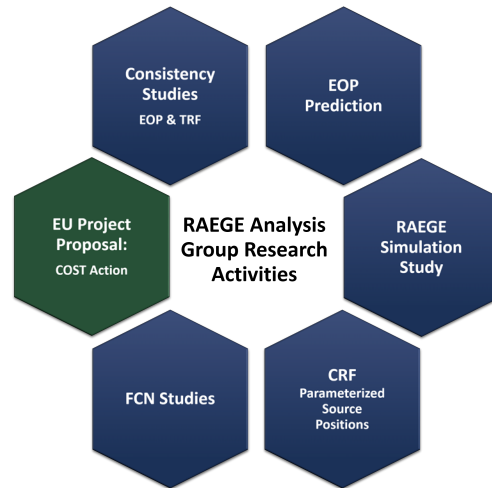 Consistency
Studies
EOP & TRF
EOP
Prediction
EU Project
Proposal:
COST Action
RAEGE Analysis
Group Research
Activities
RAEGE
Simulation
Study
FCN Studies
CRF
Parameterized
Source
Positions